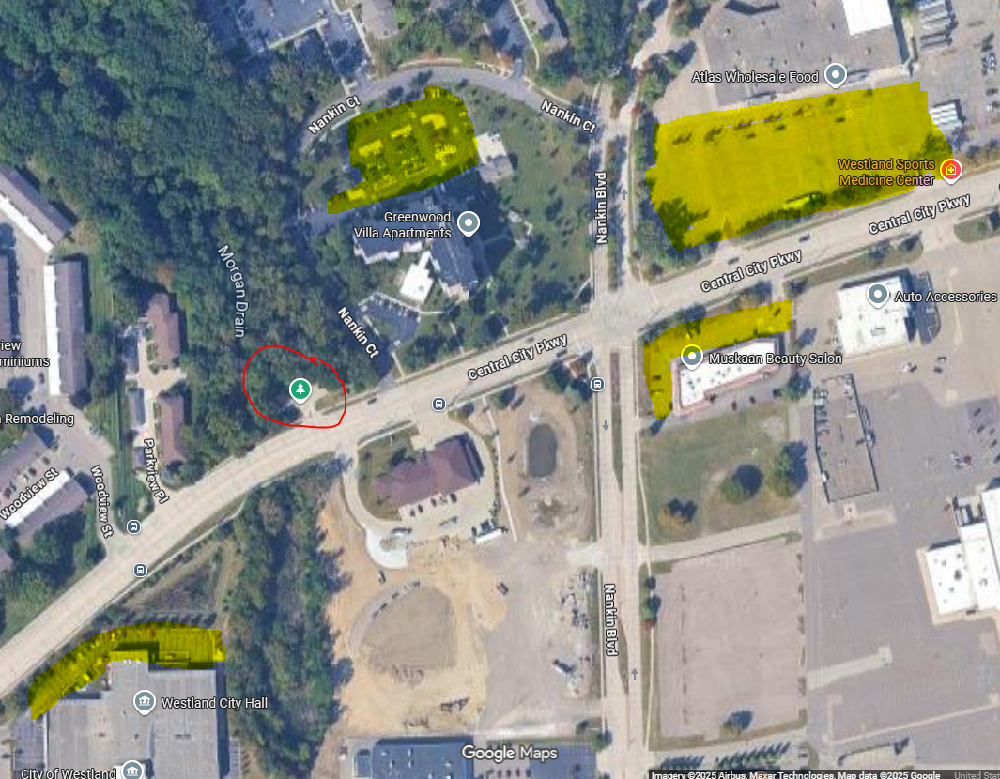 Atlas Wholesale Food
Nankin Ct
Nankin Ct
Westland Sports
Medicine Center
Nankin Blvd
Greenwood
Villa Apartments
Central City Pkwy
Central City Pkwy
Morgan Drain
Auto Accessories
Nankin Ct
view
miniums
Central City Pkwy
Muskaan Beauty Salon
n Remodeling
Parkview Pl
Woodview St
Woodview St
Nankin Blvd
Westland City Hall
Google Maps
City of Westland
Imagery ©2025 Airbus, Maxar Technologies, Map data ©2025 Google
United Stat